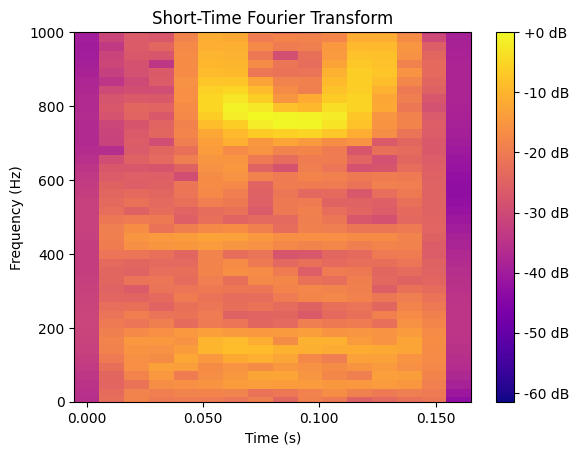 Short-Time Fourier Transform
1000
800
600
400
200
0
Frequency (Hz)
0.000
0.050
0.100
0.150
Time (s)
+0 dB
-10 dB
-20 dB
-30 dB
-40 dB
-50 dB
-60 dB